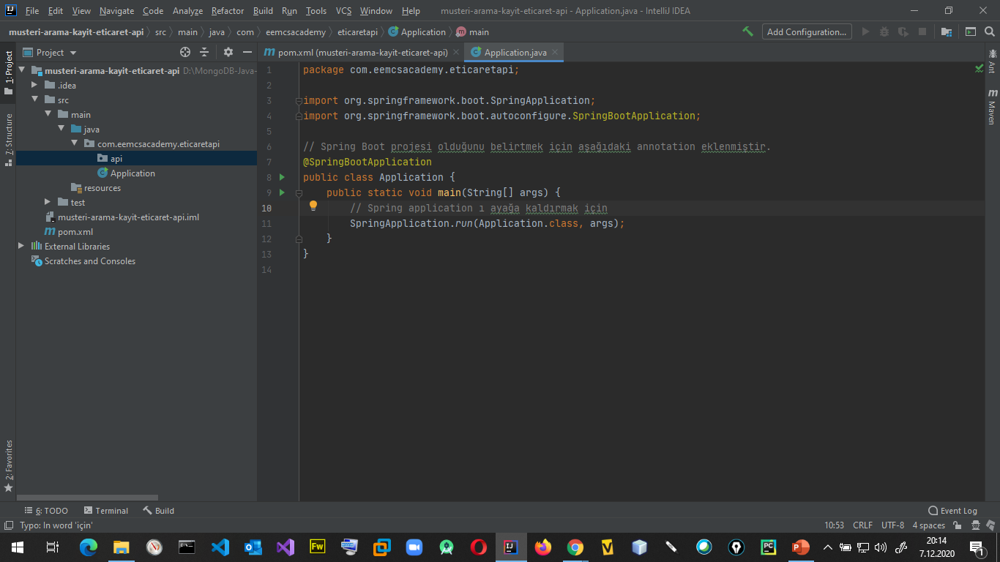 File Edit View Navigate Code Analyze Refactor Build Run Tools VCS Window Help musteri-arama-kayit-eticaret-api - Application.java - IntelliJ IDEA
musteri-arama-kayit-eticaret-api src main java com eemcsacademy eticaretapi Application main Add Configuration...
1: Project
7: Structure
2: Favorites
Project
musteri-arama-kayit-eticaret-api D:\MongoDB-Java-
.idea
src
main
java
com.eemcsacademy.eticaretapi
api
Application
resources
test
musteri-arama-kayit-eticaret-api.iml
pom.xml
External Libraries
Scratches and Consoles
pom.xml (musteri-arama-kayit-eticaret-api) Application.java
1 package com.eemcsacademy.eticaretapi;
2
3 import org.springframework.boot.SpringApplication;
4 import org.springframework.boot.autoconfigure.SpringBootApplication;
5
6 // Spring Boot projesi olduğunu belirtmek için aşağıdaki annotation eklenmiştir.
7 @SpringBootApplication
8 public class Application {
9 public static void main(String[] args) {
10 // Spring application ı ayağa kaldırmak için
11 SpringApplication.run(Application.class, args);
12 }
13 }
14
Ant
Maven
6: TODO Terminal Build Event Log
Typo: In word 'için' 10:53 CRLF UTF-8 4 spaces
20:14
7.12.2020